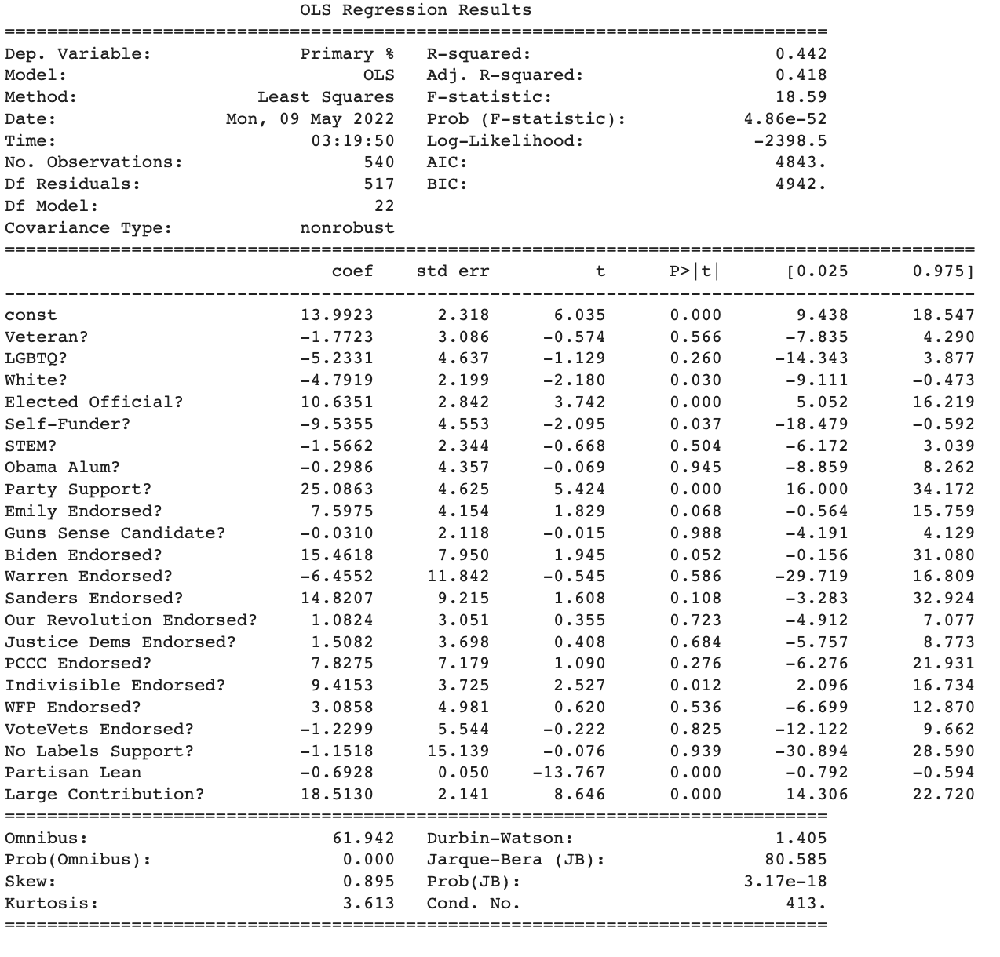 OLS Regression Results
==============================================================================
Dep. Variable: Primary % R-squared: 0.442
Model: OLS Adj. R-squared: 0.418
Method: Least Squares F-statistic: 18.59
Date: Mon, 09 May 2022 Prob (F-statistic): 4.86e-52
Time: 03:19:50 Log-Likelihood: -2398.5
No. Observations: 540 AIC: 4843.
Df Residuals: 517 BIC: 4942.
Df Model: 22
Covariance Type: nonrobust
============================================================================================
coef std err t P>|t| [0.025 0.975]
--------------------------------------------------------------------------------------------
const 13.9923 2.318 6.035 0.000 9.438 18.547
Veteran? -1.7723 3.086 -0.574 0.566 -7.835 4.290
LGBTQ? -5.2331 4.637 -1.129 0.260 -14.343 3.877
White? -4.7919 2.199 -2.180 0.030 -9.111 -0.473
Elected Official? 10.6351 2.842 3.742 0.000 5.052 16.219
Self-Funder? -9.5355 4.553 -2.095 0.037 -18.479 -0.592
STEM? -1.5662 2.344 -0.668 0.504 -6.172 3.039
Obama Alum? -0.2986 4.357 -0.069 0.945 -8.859 8.262
Party Support? 25.0863 4.625 5.424 0.000 16.000 34.172
Emily Endorsed? 7.5975 4.154 1.829 0.068 -0.564 15.759
Guns Sense Candidate? -0.0310 2.118 -0.015 0.988 -4.191 4.129
Biden Endorsed? 15.4618 7.950 1.945 0.052 -0.156 31.080
Warren Endorsed? -6.4552 11.842 -0.545 0.586 -29.719 16.809
Sanders Endorsed? 14.8207 9.215 1.608 0.108 -3.283 32.924
Our Revolution Endorsed? 1.0824 3.051 0.355 0.723 -4.912 7.077
Justice Dems Endorsed? 1.5082 3.698 0.408 0.684 -5.757 8.773
PCCC Endorsed? 7.8275 7.179 1.090 0.276 -6.276 21.931
Indivisible Endorsed? 9.4153 3.725 2.527 0.012 2.096 16.734
WFP Endorsed? 3.0858 4.981 0.620 0.536 -6.699 12.870
VoteVets Endorsed? -1.2299 5.544 -0.222 0.825 -12.122 9.662
No Labels Support? -1.1518 15.139 -0.076 0.939 -30.894 28.590
Partisan Lean -0.6928 0.050 -13.767 0.000 -0.792 -0.594
Large Contribution? 18.5130 2.141 8.646 0.000 14.306 22.720
==============================================================================
Omnibus: 61.942 Durbin-Watson: 1.405
Prob(Omnibus): 0.000 Jarque-Bera (JB): 80.585
Skew: 0.895 Prob(JB): 3.17e-18
Kurtosis: 3.613 Cond. No. 413.
==============================================================================